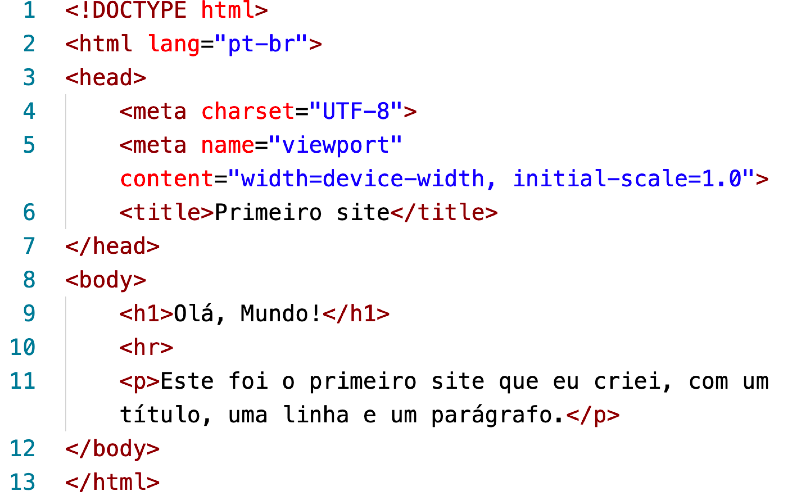 1 <!DOCTYPE html>
2 <html lang="pt-br">
3 <head>
4 <meta charset="UTF-8">
5 <meta name="viewport"
content="width=device-width, initial-scale=1.0">
6 <title>Primeiro site</title>
7 </head>
8 <body>
9 <h1>Olá, Mundo!</h1>
10 <hr>
11 <p>Este foi o primeiro site que eu criei, com um
título, uma linha e um parágrafo.</p>
12 </body>
13 </html>